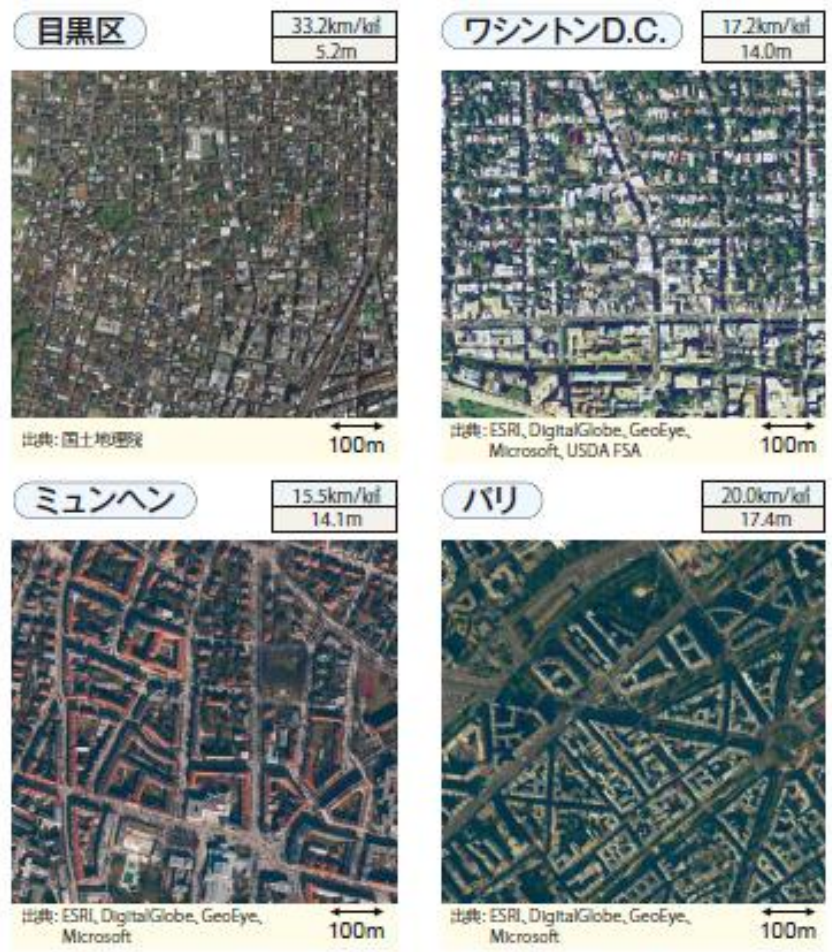 目黒区
33.2km/k㎡
5.2m
ワシントンD.C.
17.2km/k㎡
14.0m
出典: 国土地理院
100m
出典: ESRI、DigitalGlobe、GeoEye、
Microsoft、USDA FSA
100m
ミュンヘン
15.5km/k㎡
14.1m
パリ
20.0km/k㎡
17.4m
出典: ESRI、DigitalGlobe、GeoEye、
Microsoft
100m
出典: ESRI、DigitalGlobe、GeoEye、
Microsoft
100m